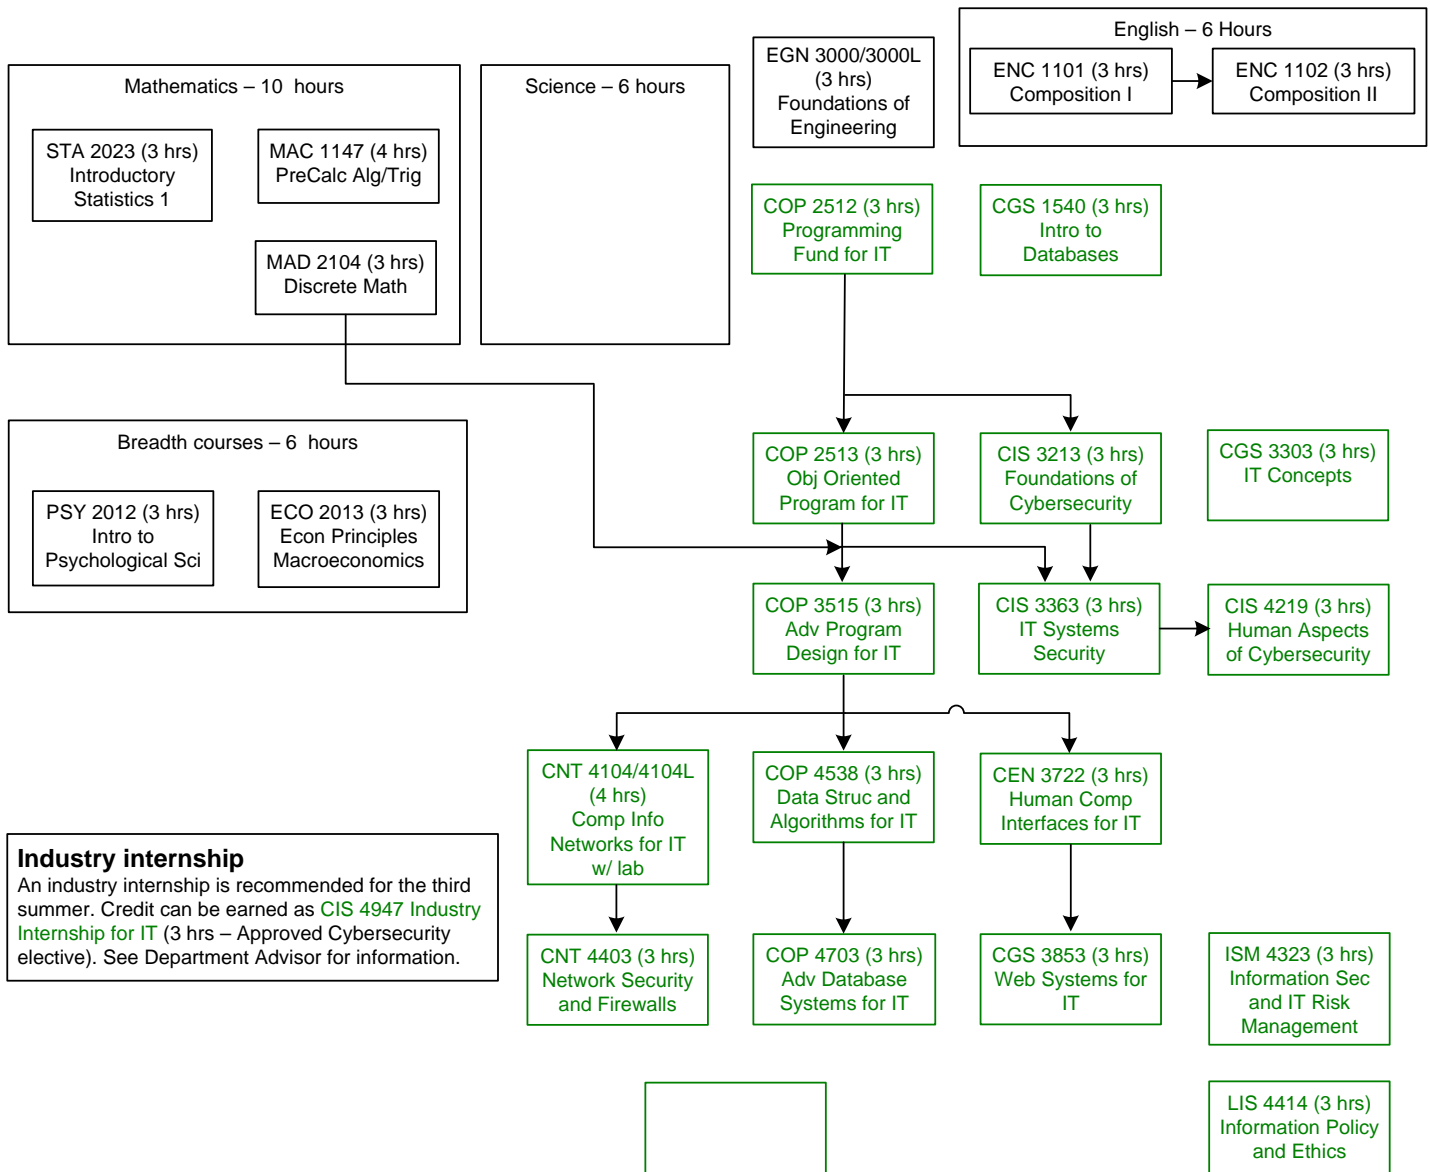 English – 6 Hours
ENC 1101 (3 hrs)
Composition I
ENC 1102 (3 hrs)
Composition II
EGN 3000/3000L
(3 hrs)
Foundations of
Engineering
Mathematics – 10 hours
STA 2023 (3 hrs)
Introductory
Statistics 1
MAC 1147 (4 hrs)
PreCalc Alg/Trig
MAD 2104 (3 hrs)
Discrete Math
Science – 6 hours
COP 2512 (3 hrs)
Programming
Fund for IT
CGS 1540 (3 hrs)
Intro to
Databases
Breadth courses – 6 hours
PSY 2012 (3 hrs)
Intro to
Psychological Sci
ECO 2013 (3 hrs)
Econ Principles
Macroeconomics
COP 2513 (3 hrs)
Obj Oriented
Program for IT
CIS 3213 (3 hrs)
Foundations of
Cybersecurity
CGS 3303 (3 hrs)
IT Concepts
COP 3515 (3 hrs)
Adv Program
Design for IT
CIS 3363 (3 hrs)
IT Systems
Security
CIS 4219 (3 hrs)
Human Aspects
of Cybersecurity
CNT 4104/4104L
(4 hrs)
Comp Info
Networks for IT
w/ lab
COP 4538 (3 hrs)
Data Struc and
Algorithms for IT
CEN 3722 (3 hrs)
Human Comp
Interfaces for IT
Industry internship
An industry internship is recommended for the third
summer. Credit can be earned as CIS 4947 Industry
Internship for IT (3 hrs – Approved Cybersecurity
elective). See Department Advisor for information.
CNT 4403 (3 hrs)
Network Security
and Firewalls
COP 4703 (3 hrs)
Adv Database
Systems for IT
CGS 3853 (3 hrs)
Web Systems for
IT
ISM 4323 (3 hrs)
Information Sec
and IT Risk
Management
LIS 4414 (3 hrs)
Information Policy
and Ethics